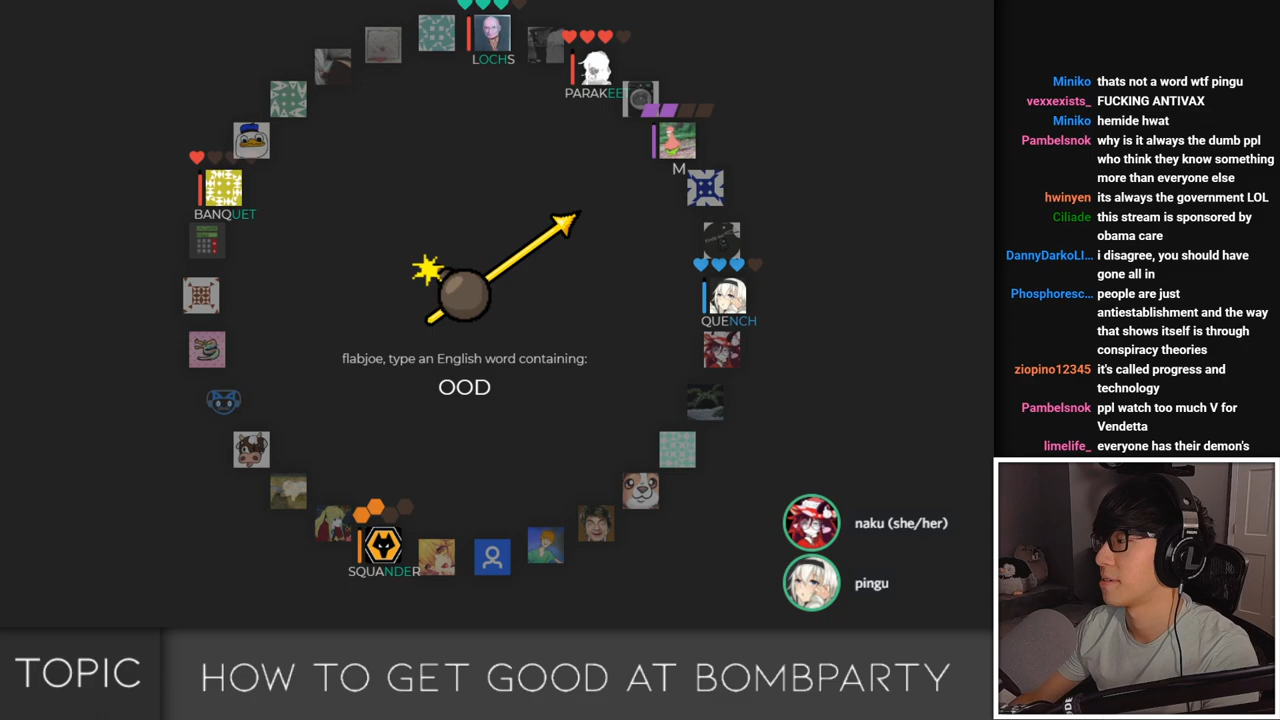 LOCHS
PARAKEE
M
BANQUET
QUENCH
flabjoe, type an English word containing:
OOD
SQUANDER
naku (she/her)
pingu
TOPIC
HOW TO GET GOOD AT BOMBPARTY
Miniko thats not a word wtf pingu
vexxexists_ FUCKING ANTIVAX
Miniko hemide hwat
Pambelsnok why is it always the dumb ppl
who think they know something
more than everyone else
hwinyen its always the government LOL
Ciliade this stream is sponsored by
obama care
DannyDarkoLI... i disagree, you should have
gone all in
Phosphoresc... people are just
antiestablishment and the way
that shows itself is through
conspiracy theories
ziopino12345 it's called progress and
technology
Pambelsnok ppl watch too much V for
Vendetta
limelife_ everyone has their demon's